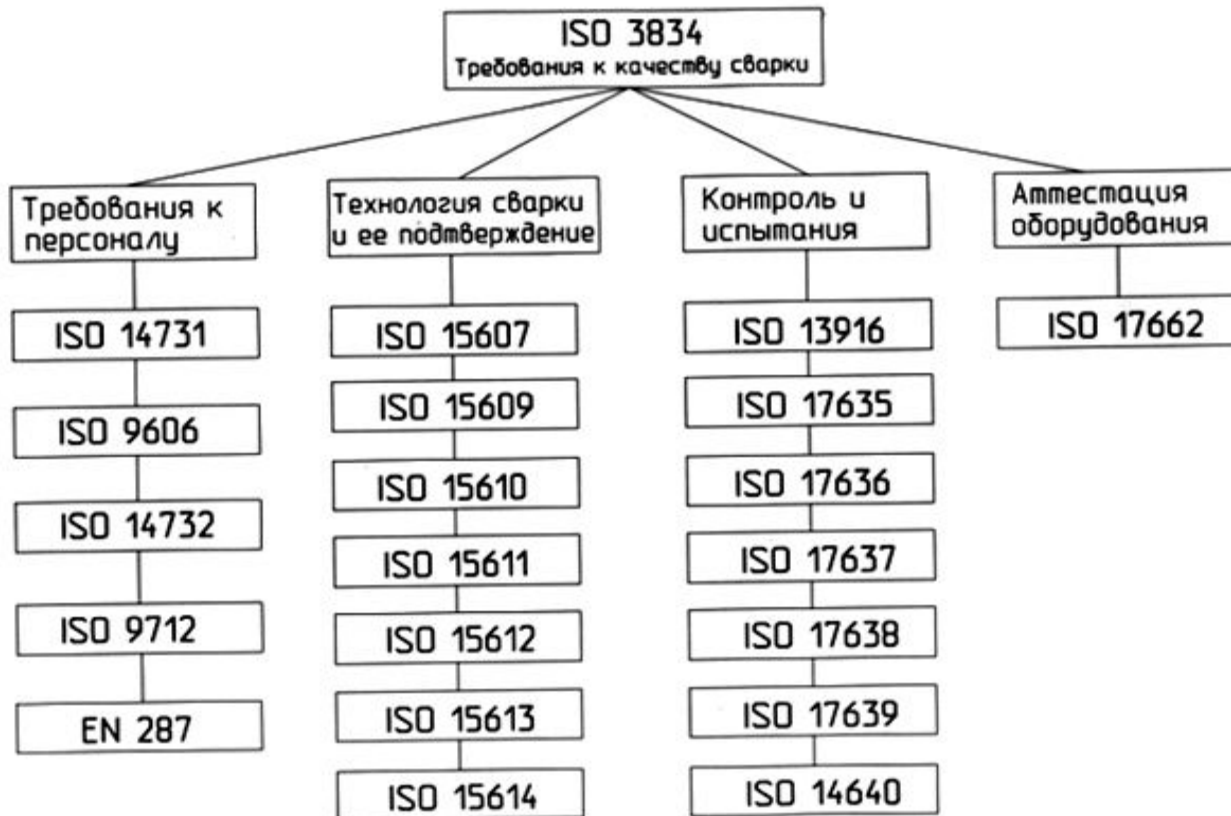 ISO 3834
Требования к качеству сварки
Требования к
персоналу
ISO 14731
ISO 9606
ISO 14732
ISO 9712
EN 287
Технология сварки
и ее подтверждение
ISO 15607
ISO 15609
ISO 15610
ISO 15611
ISO 15612
ISO 15613
ISO 15614
Контроль и
испытания
ISO 13916
ISO 17635
ISO 17636
ISO 17637
ISO 17638
ISO 17639
ISO 14640
Аттестация
оборудования
ISO 17662